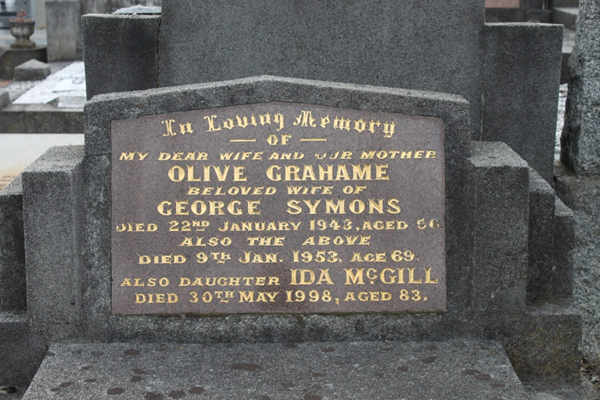 In Loving Memory
— OF —
MY DEAR WIFE AND OUR MOTHER
OLIVE GRAHAME
BELOVED WIFE OF
GEORGE SYMONS
DIED 22ND JANUARY 1943, AGED
ALSO THE ABOVE
DIED 9TH JAN. 1953. AGE 69.
ALSO DAUGHTER IDA McGILL
DIED 30TH MAY 1998, AGED 83.